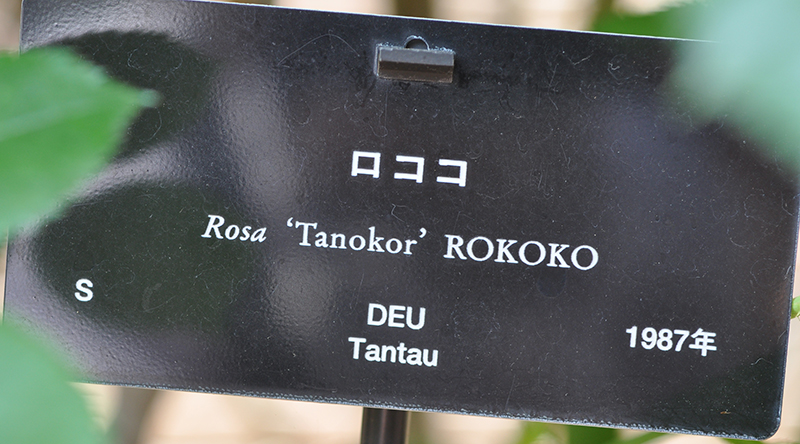 ロココ
Rosa ‘Tanokor’ ROKOKO
S
DEU
Tantau
1987年